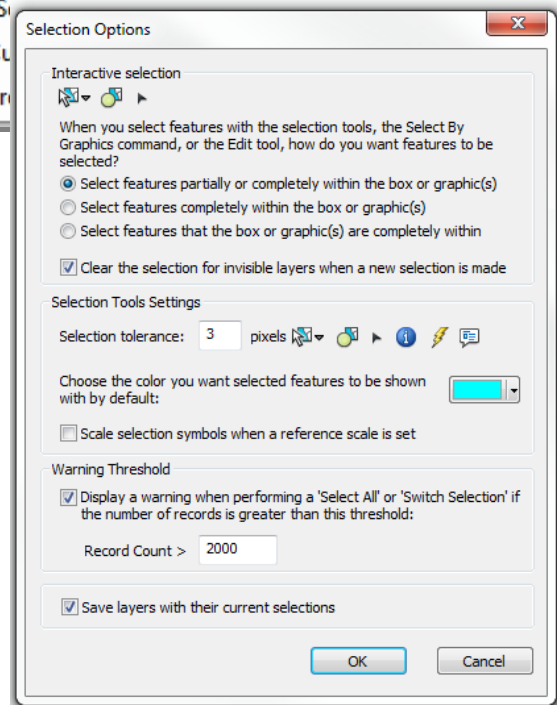 Selection Options
Interactive selection
When you select features with the selection tools, the Select By
Graphics command, or the Edit tool, how do you want features to be
selected?
Select features partially or completely within the box or graphic(s)
Select features completely within the box or graphic(s)
Select features that the box or graphic(s) are completely within
Clear the selection for invisible layers when a new selection is made
Selection Tools Settings
Selection tolerance: 3 pixels
Choose the color you want selected features to be shown
with by default:
Scale selection symbols when a reference scale is set
Warning Threshold
Display a warning when performing a 'Select All' or 'Switch Selection' if
the number of records is greater than this threshold:
Record Count > 2000
Save layers with their current selections
OK Cancel